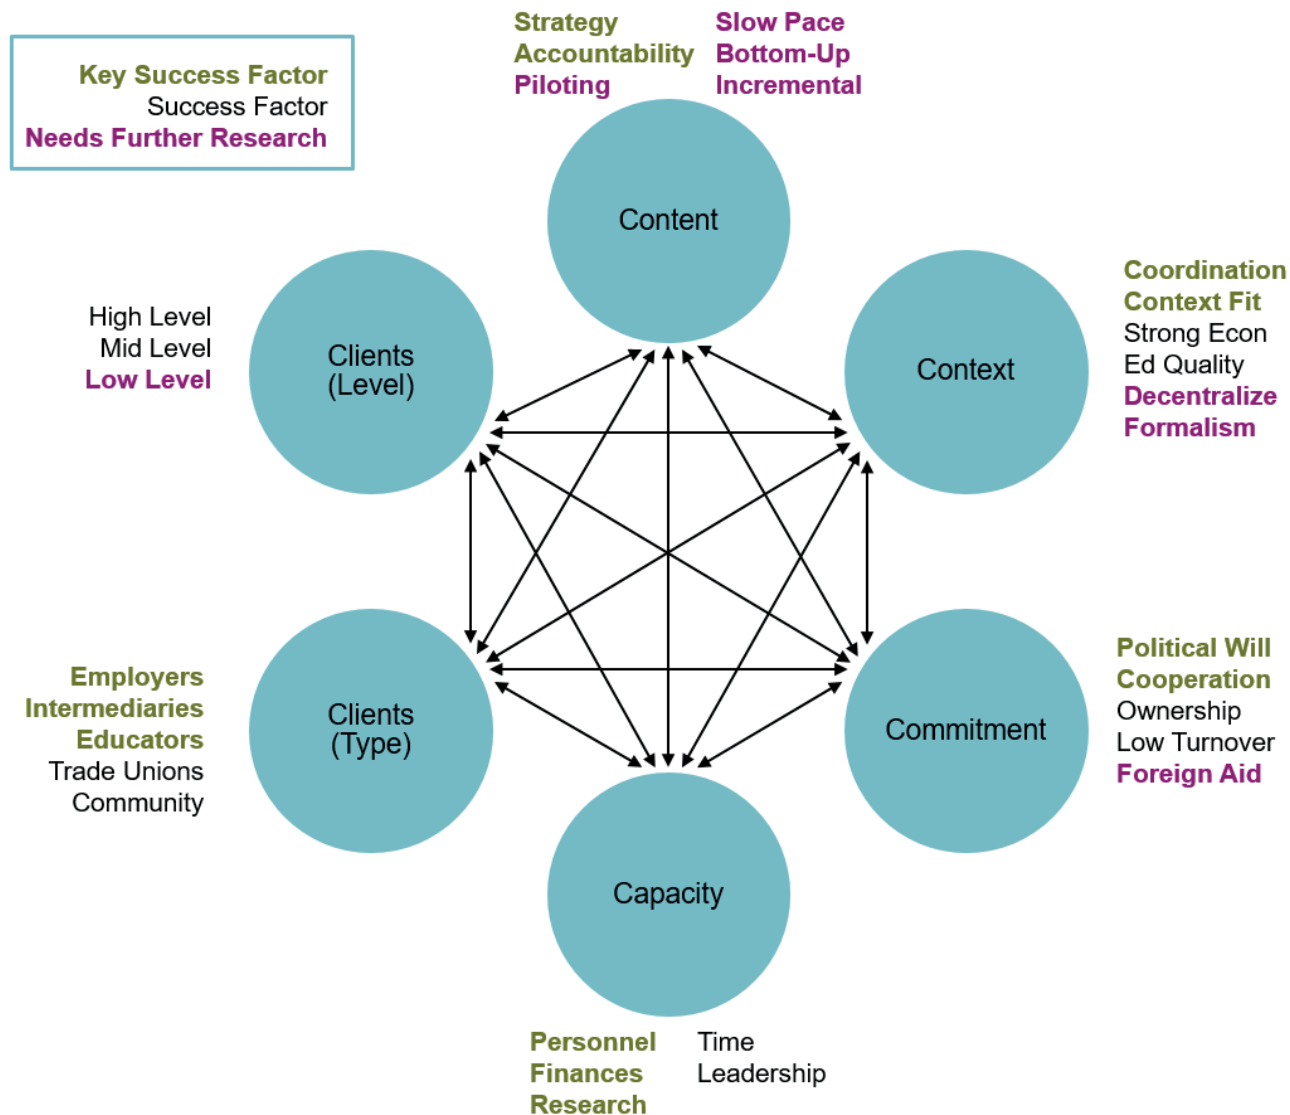 Key Success Factor
Success Factor
Needs Further Research
Strategy
Accountability
Piloting
Slow Pace
Bottom-Up
Incremental
Content
High Level
Mid Level
Low Level
Clients
(Level)
Context
Coordination
Context Fit
Strong Econ
Ed Quality
Decentralize
Formalism
Employers
Intermediaries
Educators
Trade Unions
Community
Clients
(Type)
Commitment
Political Will
Cooperation
Ownership
Low Turnover
Foreign Aid
Capacity
Personnel
Finances
Research
Time
Leadership